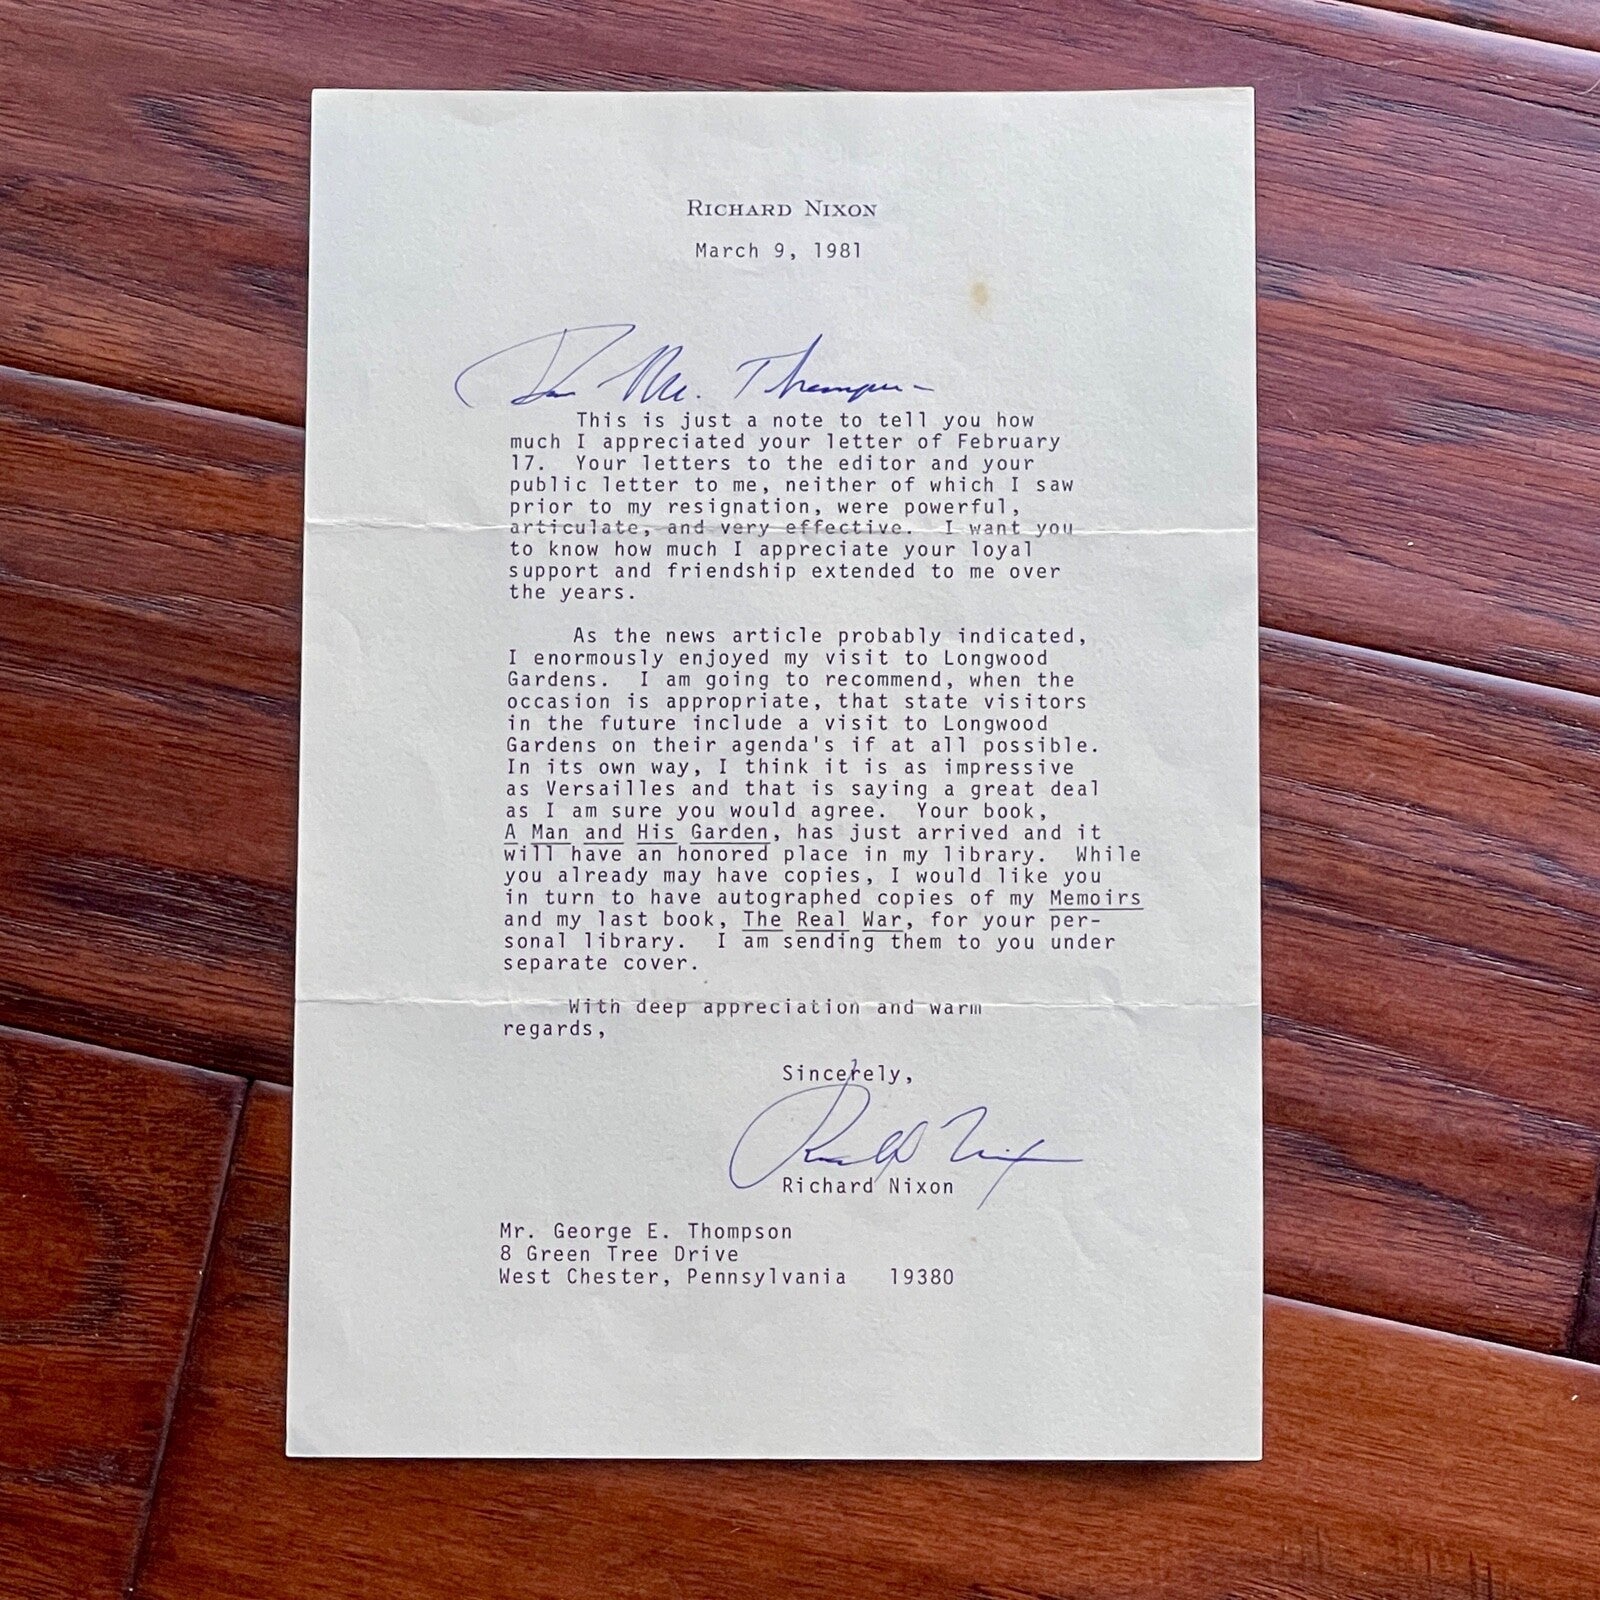 RICHARD NIXON
March 9, 1981
Dear Mr. Thompson -
This is just a note to tell you how
much I appreciated your letter of February
17. Your letters to the editor and your
public letter to me, neither of which I saw
prior to my resignation, were powerful,
articulate, and very effective. I want you
to know how much I appreciate your loyal
support and friendship extended to me over
the years.
As the news article probably indicated,
I enormously enjoyed my visit to Longwood
Gardens. I am going to recommend, when the
occasion is appropriate, that state visitors
in the future include a visit to Longwood
Gardens on their agenda's if at all possible.
In its own way, I think it is as impressive
as Versailles and that is saying a great deal
as I am sure you would agree. Your book,
A Man and His Garden, has just arrived and it
will have an honored place in my library. While
you already may have copies, I would like you
in turn to have autographed copies of my Memoirs
and my last book, The Real War, for your per-
sonal library. I am sending them to you under
separate cover.
With deep appreciation and warm
regards,
Sincerely,
Richard Nixon
Richard Nixon
Mr. George E. Thompson
8 Green Tree Drive
West Chester, Pennsylvania 19380